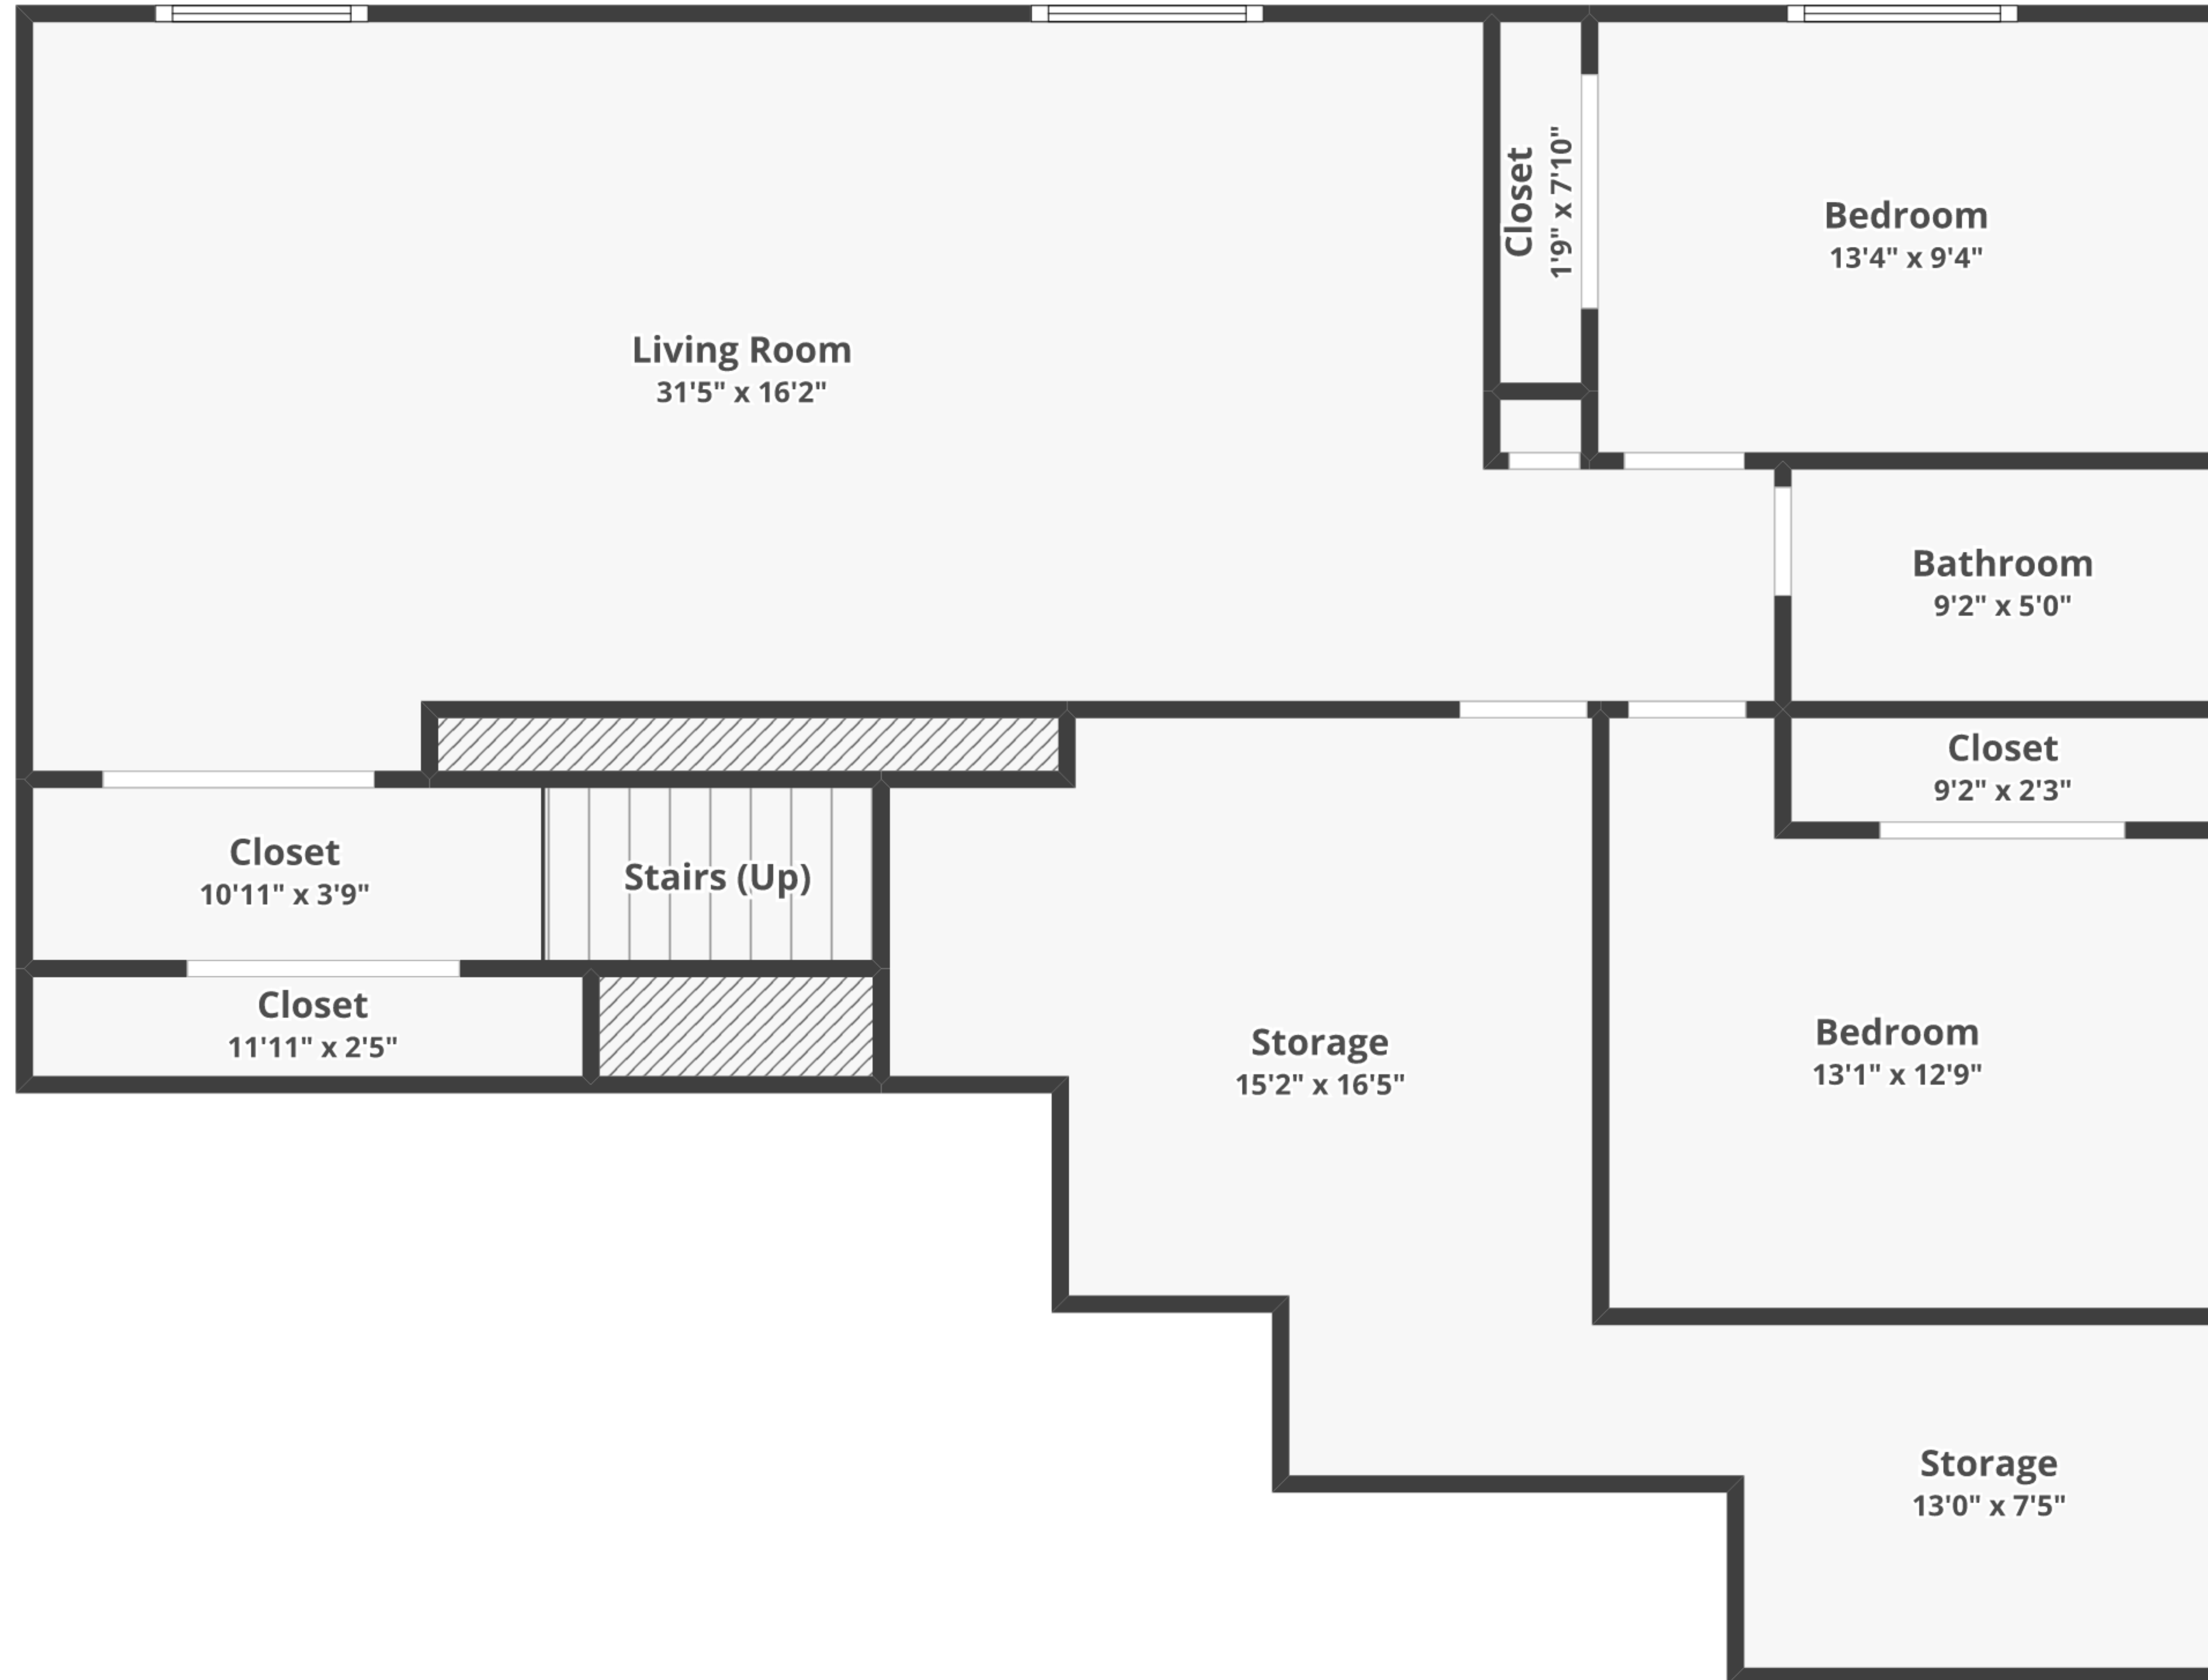 Closet
1'9" x 7'10"
Bedroom
13'4" x 9'4"
Living Room
31'5" x 16'2"
Bathroom
9'2" x 5'0"
Closet
9'2" x 2'3"
Closet
10'11" x 3'9"
Stairs (Up)
Closet
11'11" x 2'5"
Storage
15'2" x 16'5"
Bedroom
13'1" x 12'9"
Storage
13'0" x 7'5"